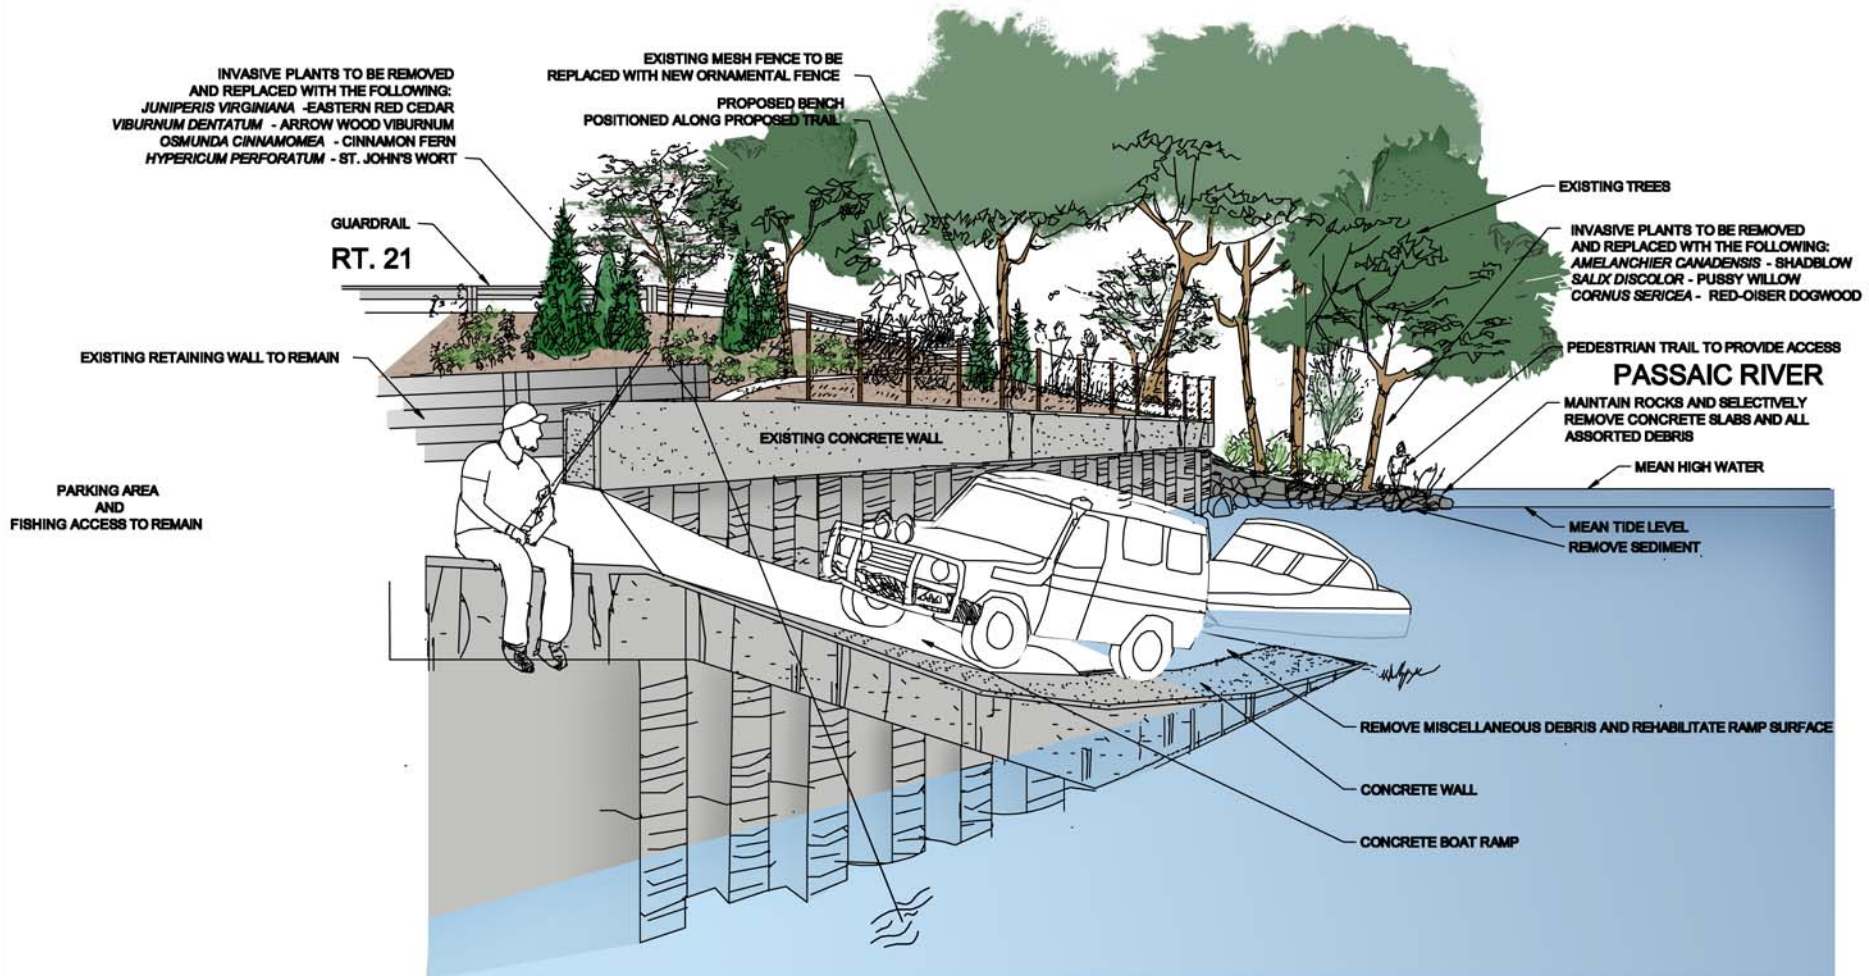 INVASIVE PLANTS TO BE REMOVED
AND REPLACED WITH THE FOLLOWING:
JUNIPERIS VIRGINIANA -EASTERN RED CEDAR
VIBURNUM DENTATUM - ARROW WOOD VIBURNUM
OSMUNDA CINNAMOMEA - CINNAMON FERN
HYPERICUM PERFORATUM - ST. JOHN'S WORT
EXISTING MESH FENCE TO BE
REPLACED WITH NEW ORNAMENTAL FENCE
PROPOSED BENCH
POSITIONED ALONG PROPOSED TRAIL
GUARDRAIL
RT. 21
EXISTING RETAINING WALL TO REMAIN
EXISTING CONCRETE WALL
PARKING AREA
AND
FISHING ACCESS TO REMAIN
EXISTING TREES
INVASIVE PLANTS TO BE REMOVED
AND REPLACED WTH THE FOLLOWING:
AMELANCHIER CANADENSIS - SHADBLOW
SALIX DISCOLOR - PUSSY WILLOW
CORNUS SERICEA - RED-OISER DOGWOOD
PEDESTRIAN TRAIL TO PROVIDE ACCESS
PASSAIC RIVER
MAINTAIN ROCKS AND SELECTIVELY
REMOVE CONCRETE SLABS AND ALL
ASSORTED DEBRIS
MEAN HIGH WATER
MEAN TIDE LEVEL
REMOVE SEDIMENT
REMOVE MISCELLANEOUS DEBRIS AND REHABILITATE RAMP SURFACE
CONCRETE WALL
CONCRETE BOAT RAMP